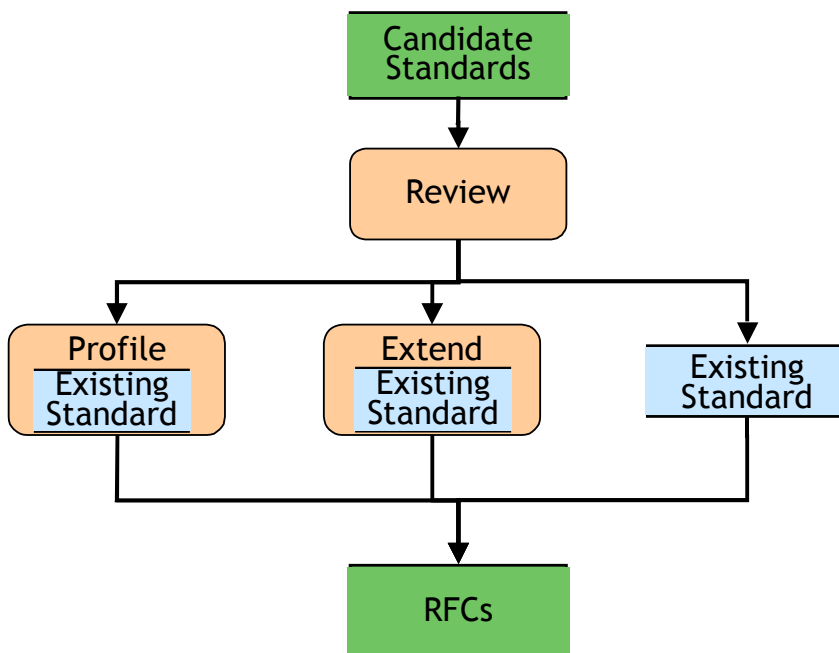 Candidate
Standards
Review
Profile
Existing
Standard
Extend
Existing
Standard
Existing
Standard
RFCs